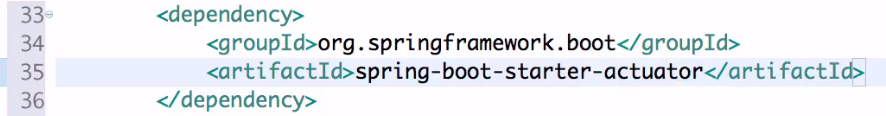 33 <dependency>
34 <groupId>org.springframework.boot</groupId>
35 <artifactId>spring-boot-starter-actuator</artifactId>
36 </dependency>